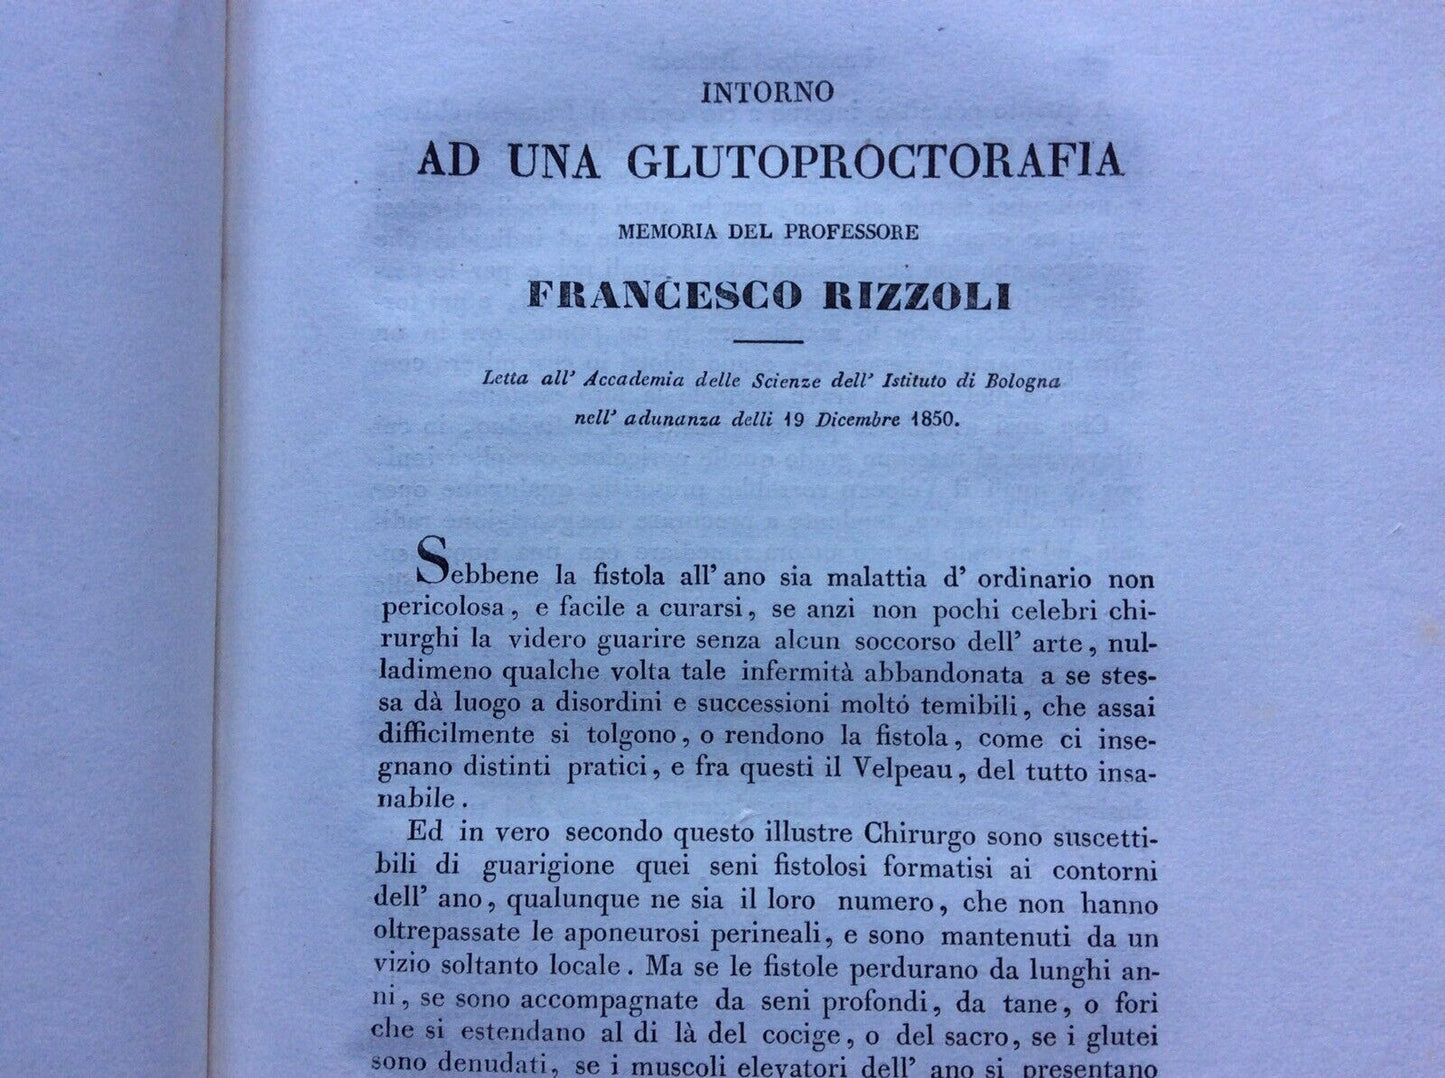 INTORNO
AD UNA GLUTOPROCTORAFIA
MEMORIA DEL PROFESSORE
FRANCESCO RIZZOLI
Letta all' Accademia delle Scienze dell' Istituto di Bologna
nell' adunanza delli 19 Dicembre 1850.
Sebbene la fistola all' ano sia malattia d' ordinario non
pericolosa, e facile a curarsi, se anzi non pochi celebri chi-
rurghi la videro guarire senza alcun soccorso dell' arte, nul-
ladimeno qualche volta tale infermità abbandonata a se stes-
sa dà luogo a disordini e successioni moltó temibili, che assai
difficilmente si tolgono, o rendono la fistola, come ci inse-
gnano distinti pratici, e fra questi il Velpeau, del tutto insa-
nabile.
Ed in vero secondo questo illustre Chirurgo sono suscetti-
bili di guarigione quei seni fistolosi formatisi ai contorni
dell' ano, qualunque ne sia il loro numero, che non hanno
oltrepassate le aponeurosi perineali, e sono mantenuti da un
vizio soltanto locale. Ma se le fistole perdurano da lunghi an-
ni, se sono accompagnate da seni profondi, da tane, o fori
che si estendano al di là del cocige, o del sacro, se i glutei
sono denudati, se i muscoli elevatori dell' ano si presentano